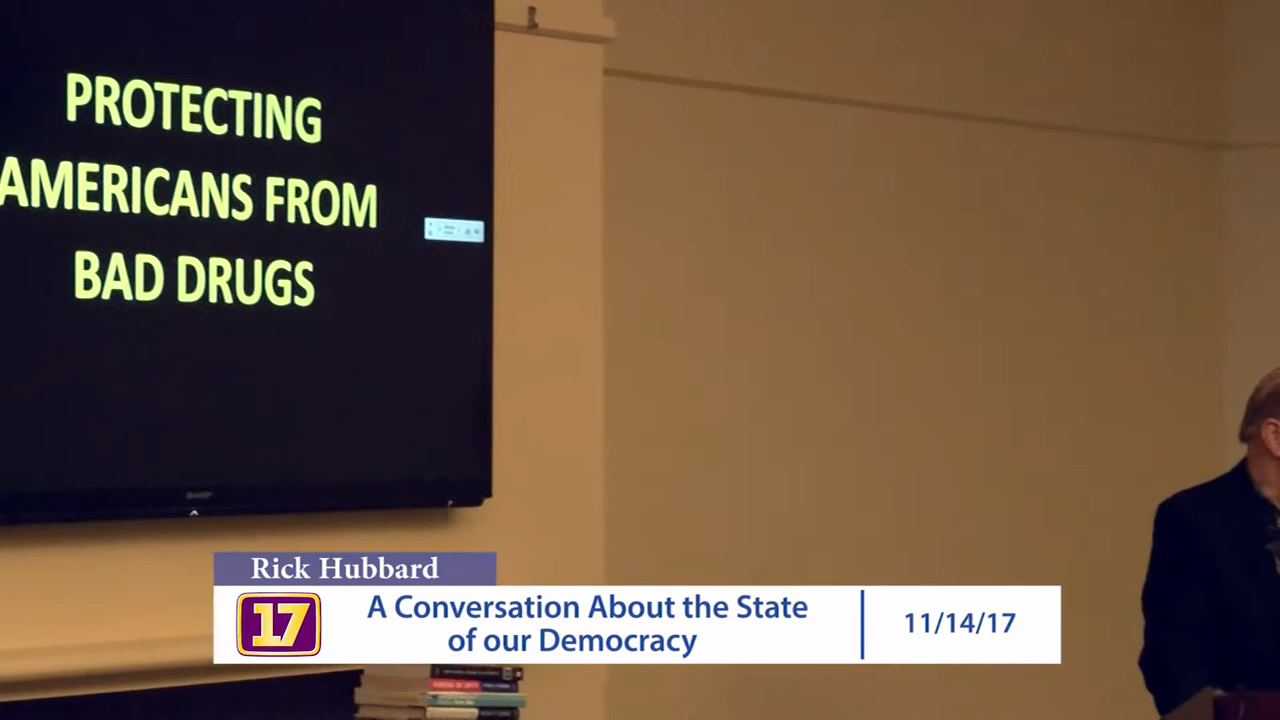 PROTECTING
AMERICANS FROM
BAD DRUGS
Rick Hubbard
17
A Conversation About the State
of our Democracy
11/14/17